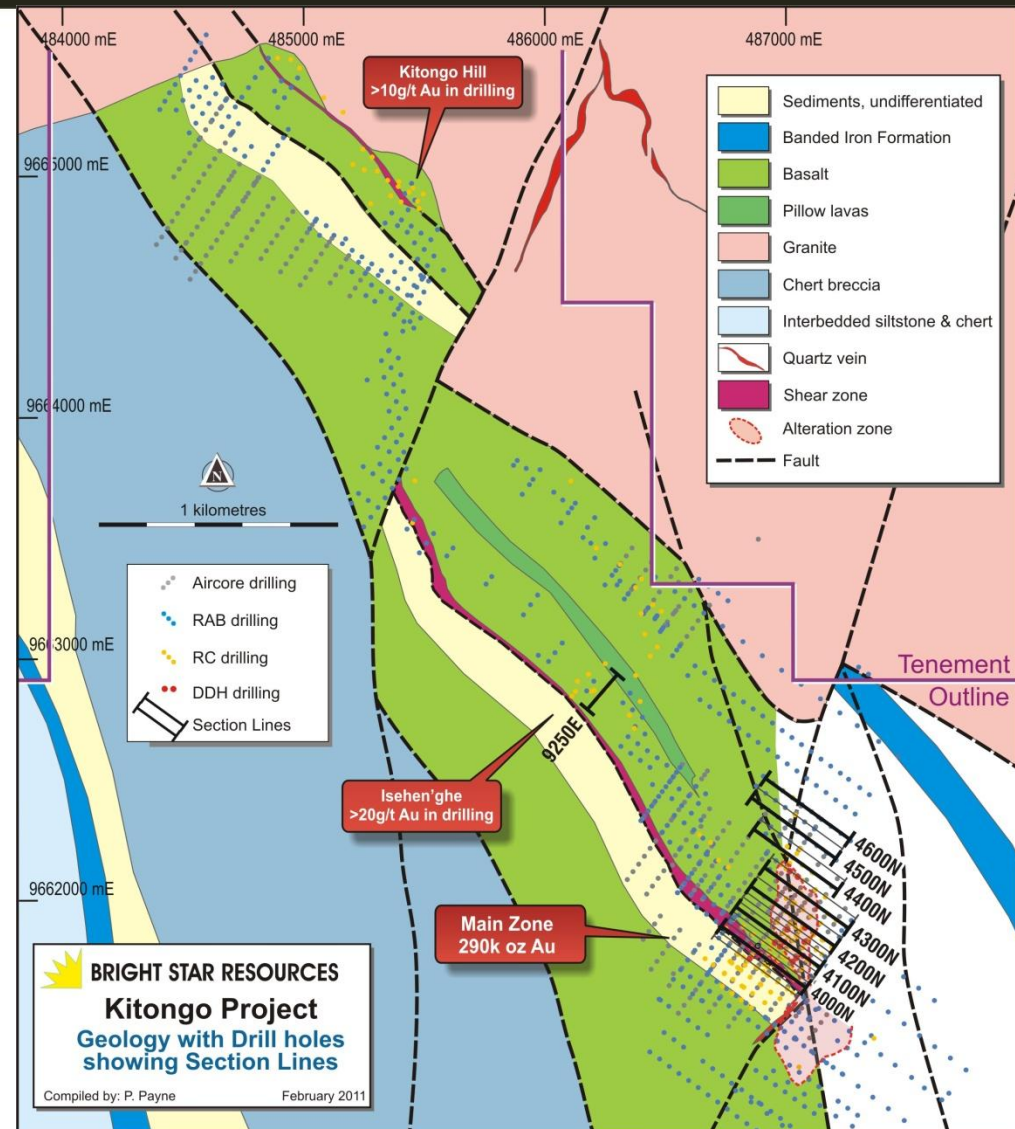 484000 mE
485000 mE
486000 mE
487000 mE
Kitongo Hill
>10g/t Au in drilling
Sediments, undifferentiated
Banded Iron Formation
Basalt
Pillow lavas
Granite
Chert breccia
Interbedded siltstone & chert
Quartz vein
Shear zone
Alteration zone
Fault
9665000 mE
9664000 mE
N
1 kilometres
Aircore drilling
RAB drilling
RC drilling
DDH drilling
Section Lines
9663000 mE
Tenement
Outline
9250E
Isehen'ghe
>20g/t Au in drilling
4600N
4500N
4400N
4300N
4200N
4100N
4000N
9662000 mE
Main Zone
290k oz Au
BRIGHT STAR RESOURCES
Kitongo Project
Geology with Drill holes
showing Section Lines
Compiled by: P. Payne
February 2011